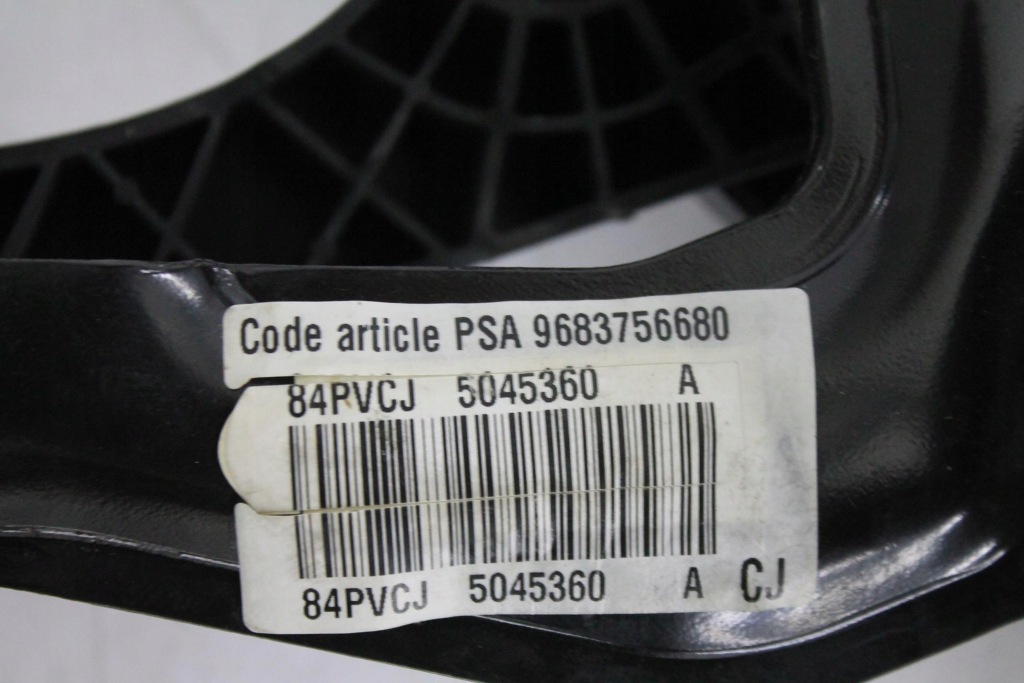 Code article PSA 9683756680
84PVCJ 5045360 A
84PVCJ 5045360 A CJ